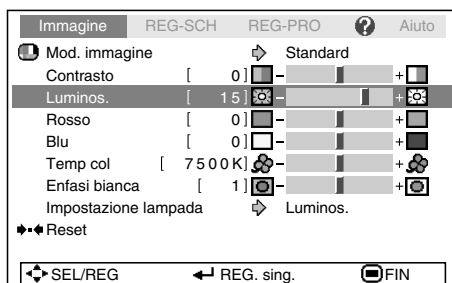 Immagine REG-SCH REG-PRO ? Aiuto
Mod. immagine Standard
Contrasto [ 0] - +
Luminos. [ 15] - +
Rosso [ 0] - +
Blu [ 0] - +
Temp col [ 7500K] - +
Enfasi bianca [ 1] - +
Impostazione lampada Luminos.
Reset
SEL/REG REG. sing. FIN